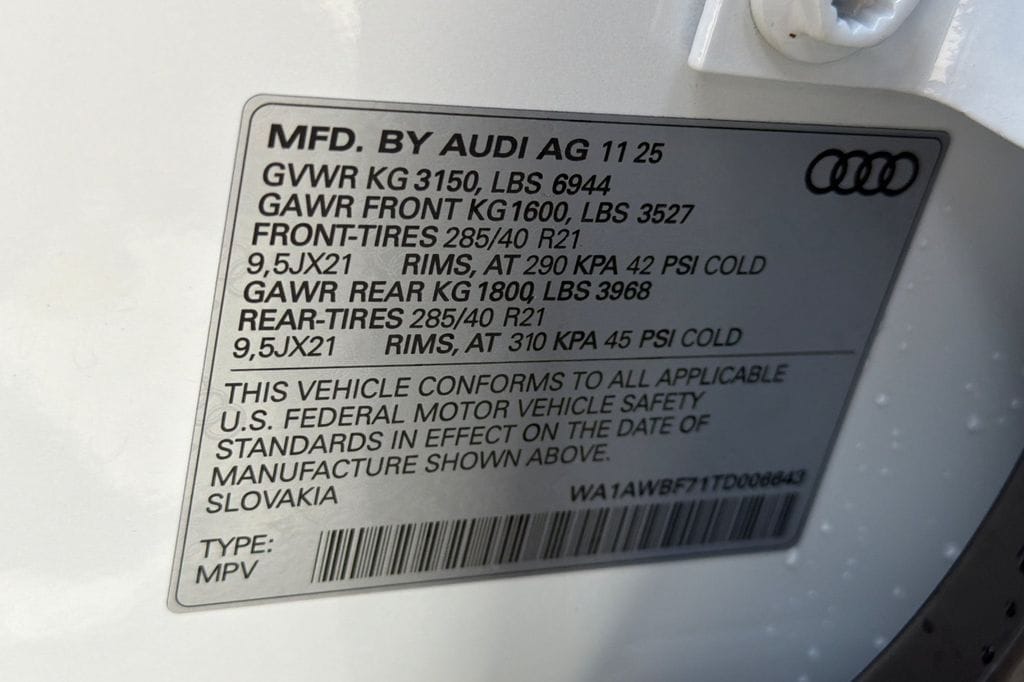 MFD. BY AUDI AG 11 25
GVWR KG 3150, LBS 6944
GAWR FRONT KG 1600, LBS 3527
FRONT-TIRES 285/40 R21
9,5JX21 RIMS, AT 290 KPA 42 PSI COLD
GAWR REAR KG 1800, LBS 3968
REAR-TIRES 285/40 R21
9,5JX21 RIMS, AT 310 KPA 45 PSI COLD
THIS VEHICLE CONFORMS TO ALL APPLICABLE
U.S. FEDERAL MOTOR VEHICLE SAFETY
STANDARDS IN EFFECT ON THE DATE OF
MANUFACTURE SHOWN ABOVE.
SLOVAKIA
TYPE:
MPV